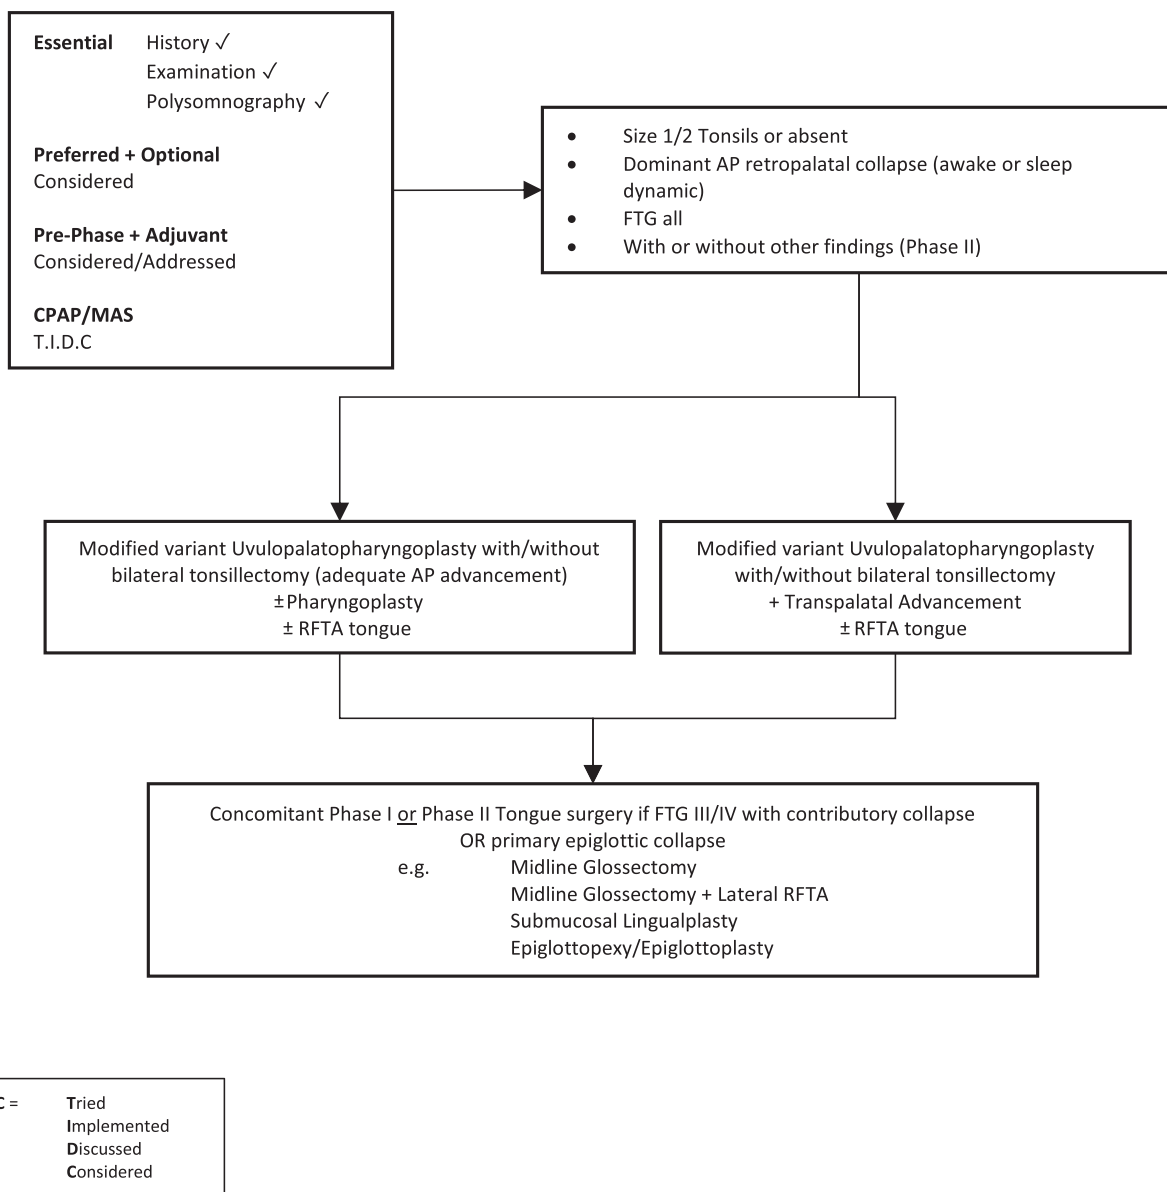 Essential History ✓
Examination ✓
Polysomnography ✓
Preferred + Optional
Considered
Pre-Phase + Adjuvant
Considered/Addressed
CPAP/MAS
T.I.D.C
• Size 1/2 Tonsils or absent
• Dominant AP retropalatal collapse (awake or sleep
dynamic)
• FTG all
• With or without other findings (Phase II)
Modified variant Uvulopalatopharyngoplasty with/without
bilateral tonsillectomy (adequate AP advancement)
±Pharyngoplasty
± RFTA tongue
Modified variant Uvulopalatopharyngoplasty
with/without bilateral tonsillectomy
+ Transpalatal Advancement
± RFTA tongue
Concomitant Phase I or Phase II Tongue surgery if FTG III/IV with contributory collapse
OR primary epiglottic collapse
e.g. Midline Glossectomy
Midline Glossectomy + Lateral RFTA
Submucosal Lingualplasty
Epiglottopexy/Epiglottoplasty
C = Tried
Implemented
Discussed
Considered